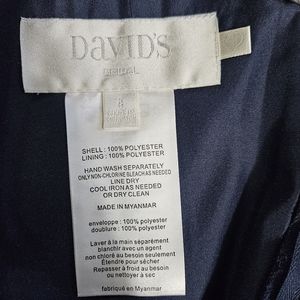 DAVID'S
BRIDAL
8
SHELL : 100% POLYESTER
LINING : 100% POLYESTER
HAND WASH SEPARATELY
ONLY NON-CHLORINE BLEACH AS NEEDED
LINE DRY
COOL IRON AS NEEDED
OR DRY CLEAN
MADE IN MYANMAR
enveloppe : 100% polyester
doublure : 100% polyester
Laver à la main séparément
blanchir avec un agent
non chloré au besoin seulement
Étendre pour sécher
Repasser à froid au besoin
ou nettoyer à sec
fabriqué en Myanmar